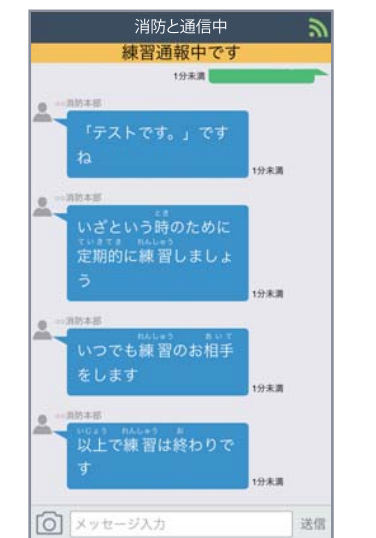 消防と通信中
練習通報中です
1分未満
○○消防本部
「テストです。」です
ね
1分未満
○○消防本部
とき
いざという時のために
ていきてき れんしゅう
定期的に練習しましょ
う
1分未満
○○消防本部
れんしゅう おいて
いつでも練習のお相手
をします
1分未満
○○消防本部
いじょう れんしゅう お
以上で練習は終わりで
す
1分未満
メッセージ入力
送信